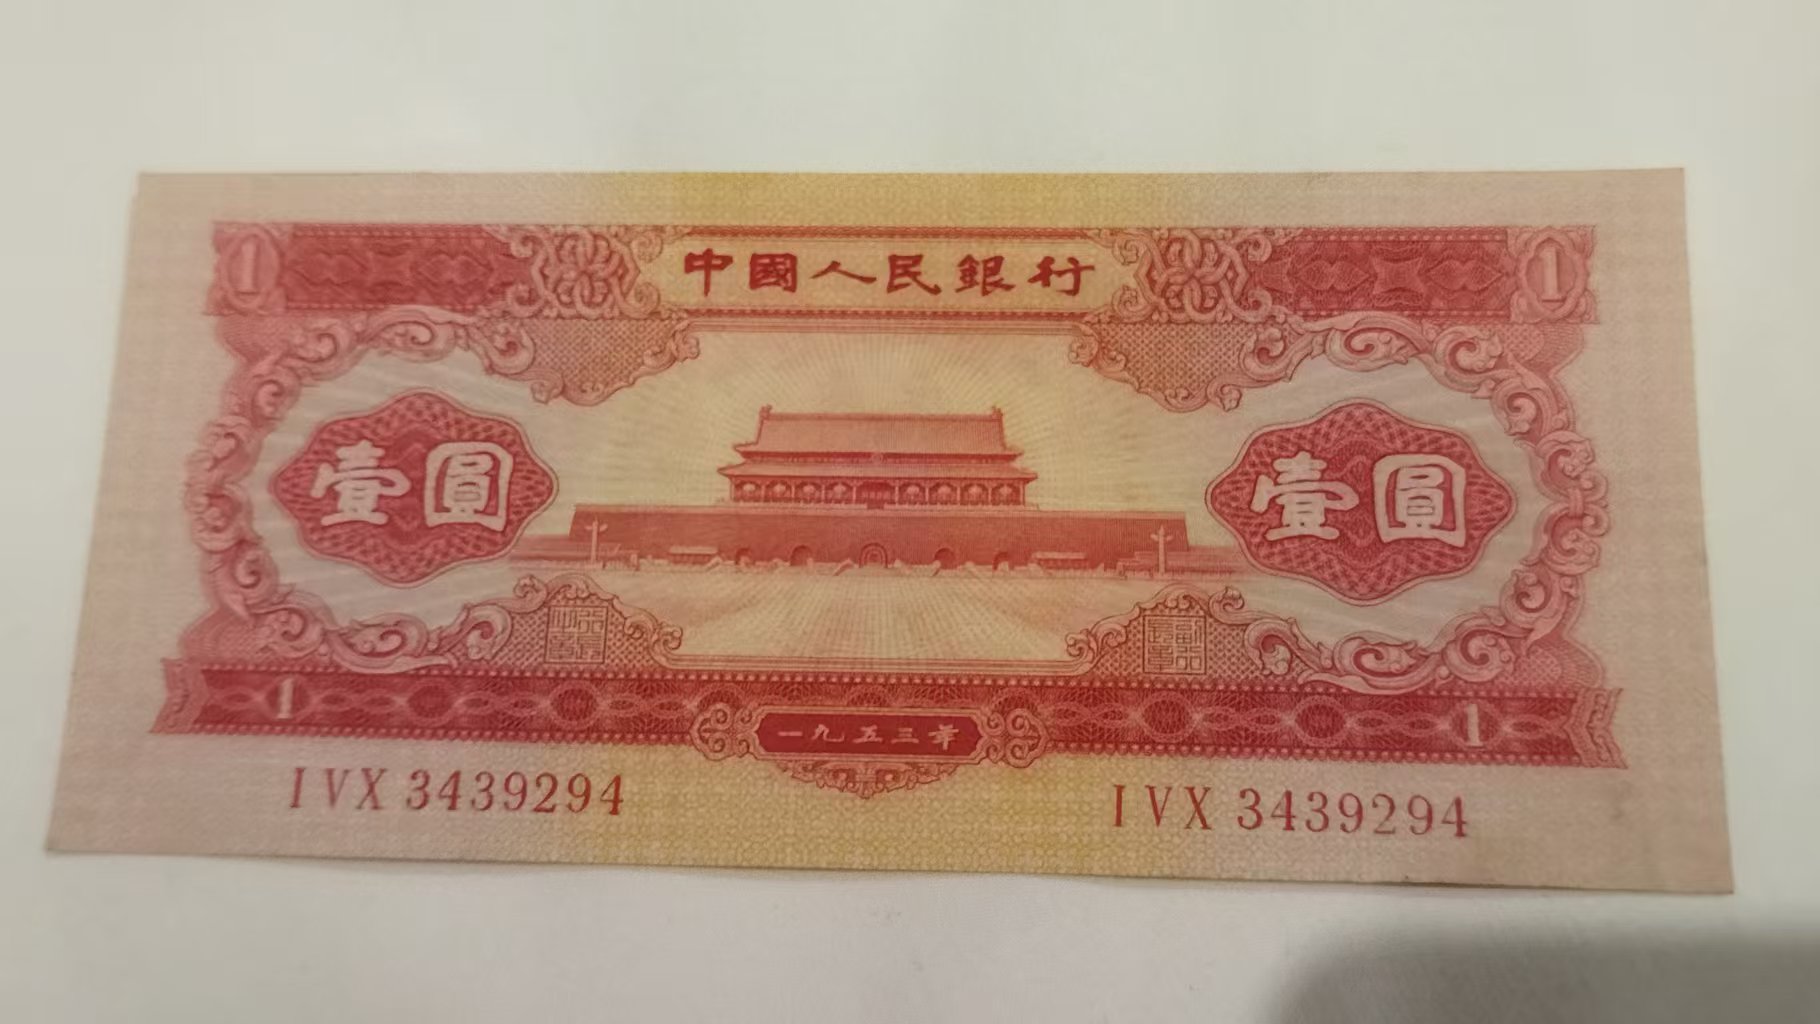 1 中國人民銀行 1
壹圓 壹圓
1 一九五三年 1
IVX 3439294 IVX 3439294